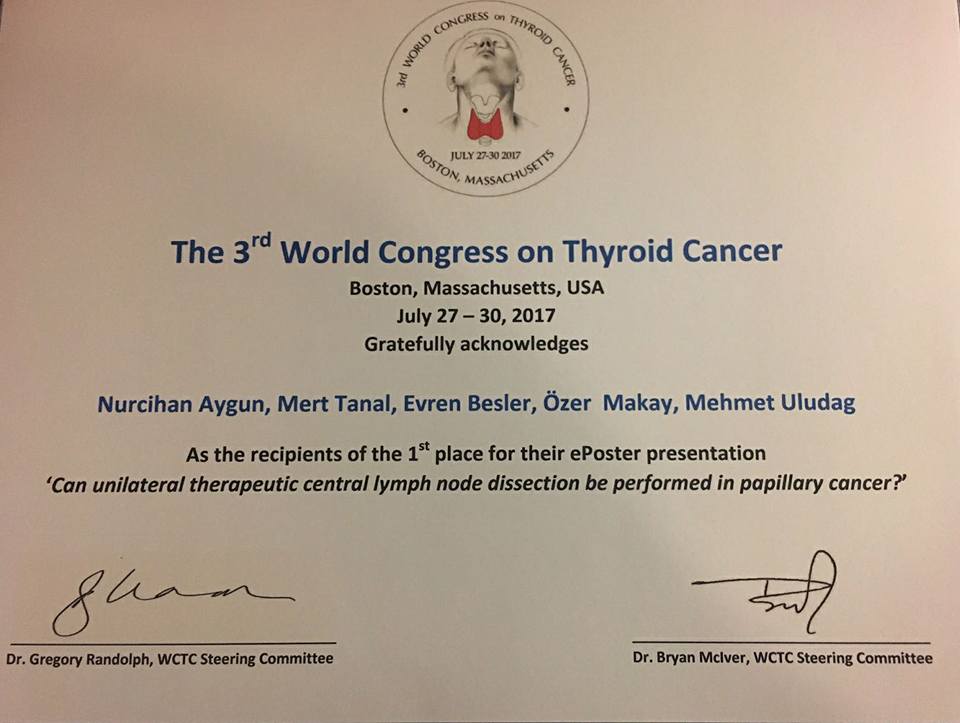 3rd WORLD CONGRESS on THYROID CANCER
JULY 27-30 2017
BOSTON, MASSACHUSETTS
The 3rd World Congress on Thyroid Cancer
Boston, Massachusetts, USA
July 27 – 30, 2017
Gratefully acknowledges
Nurcihan Aygun, Mert Tanal, Evren Besler, Özer Makay, Mehmet Uludag
As the recipients of the 1st place for their ePoster presentation
‘Can unilateral therapeutic central lymph node dissection be performed in papillary cancer?’
Dr. Gregory Randolph, WCTC Steering Committee
Dr. Bryan McIver, WCTC Steering Committee